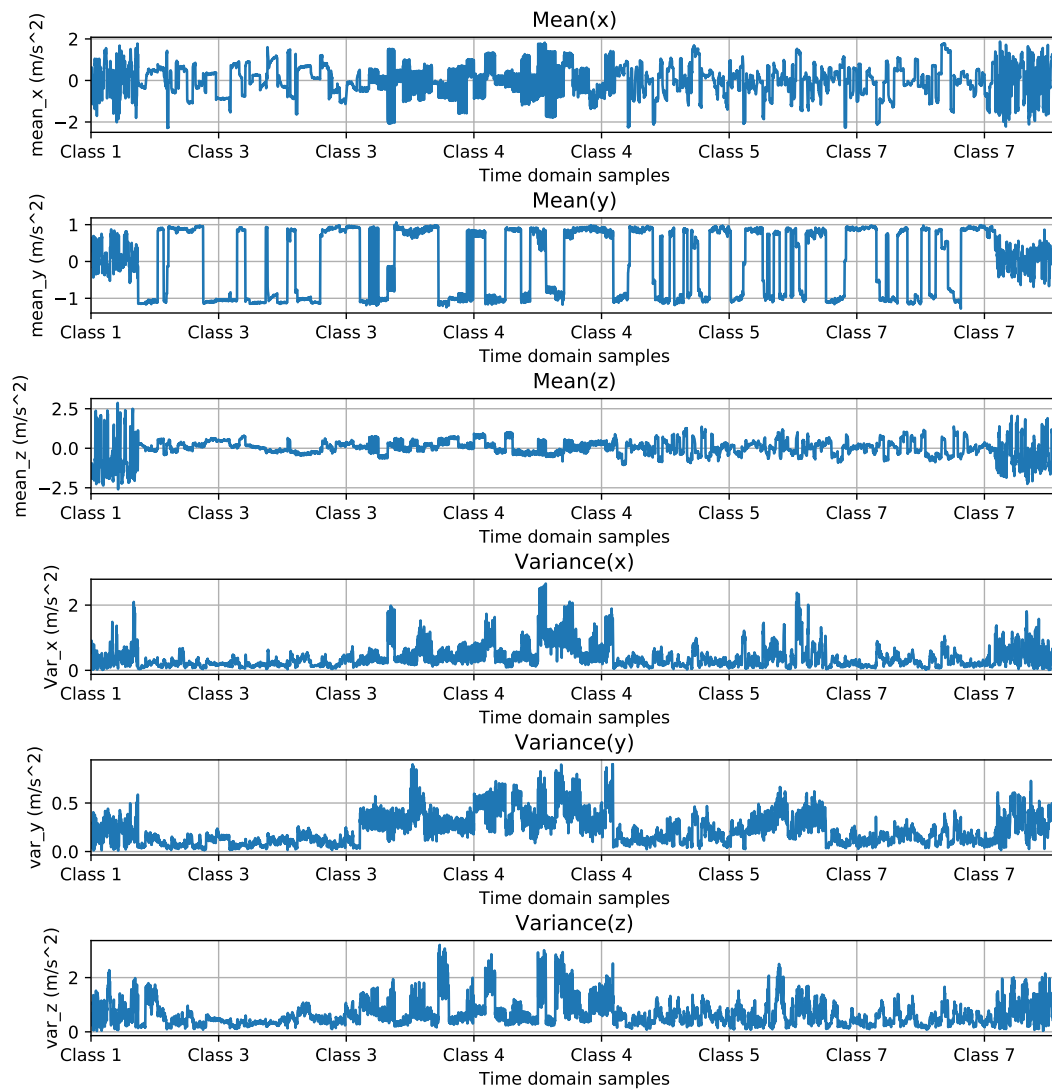 Mean(x)
mean_x (m/s^2)
2
0
−2
Class 1 Class 3 Class 3 Class 4 Class 4 Class 5 Class 7 Class 7
Time domain samples
Mean(y)
mean_y (m/s^2)
1
0
−1
Class 1 Class 3 Class 3 Class 4 Class 4 Class 5 Class 7 Class 7
Time domain samples
Mean(z)
mean_z (m/s^2)
2.5
0.0
−2.5
Class 1 Class 3 Class 3 Class 4 Class 4 Class 5 Class 7 Class 7
Time domain samples
Variance(x)
Var_x (m/s^2)
2
0
Class 1 Class 3 Class 3 Class 4 Class 4 Class 5 Class 7 Class 7
Time domain samples
Variance(y)
var_y (m/s^2)
0.5
0.0
Class 1 Class 3 Class 3 Class 4 Class 4 Class 5 Class 7 Class 7
Time domain samples
Variance(z)
var_z (m/s^2)
2
0
Class 1 Class 3 Class 3 Class 4 Class 4 Class 5 Class 7 Class 7
Time domain samples